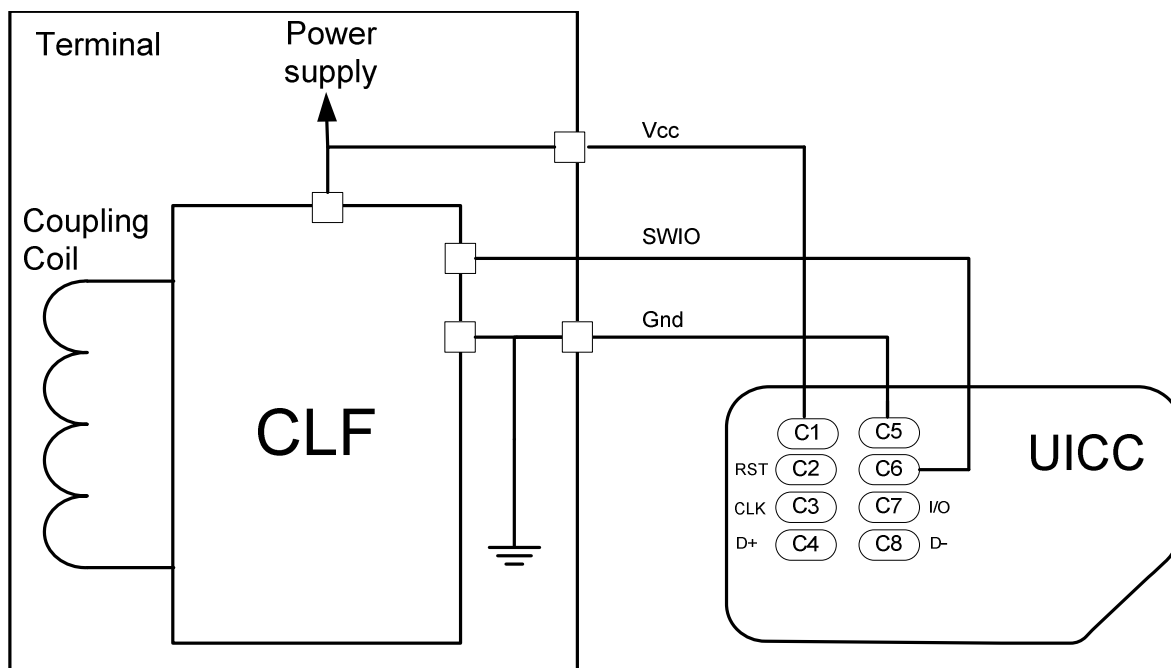 Terminal
Power
supply
Vcc
Coupling
Coil
SWIO
Gnd
CLF
UICC
C1 C5
RST C2 C6
CLK C3 C7 I/O
D+ C4 C8 D-